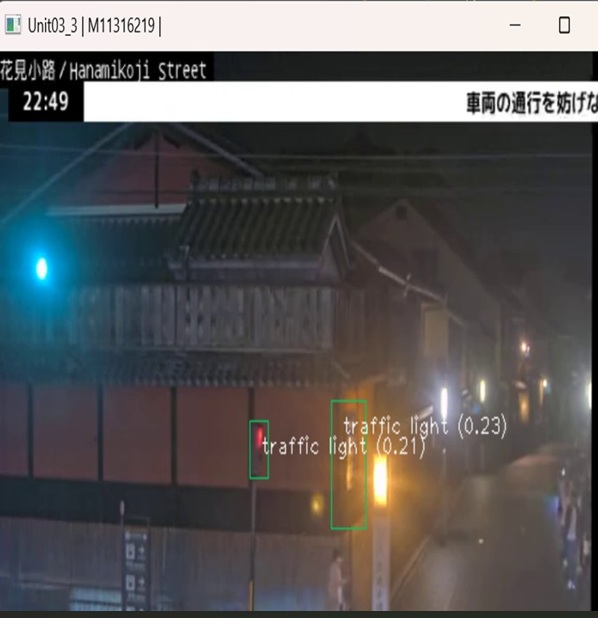 Unit03_3 | M11316219 |
花見小路 / Hanamikoji Street
22:49
車両の通行を妨げな
traffic light (0.23)
traffic light (0.21)